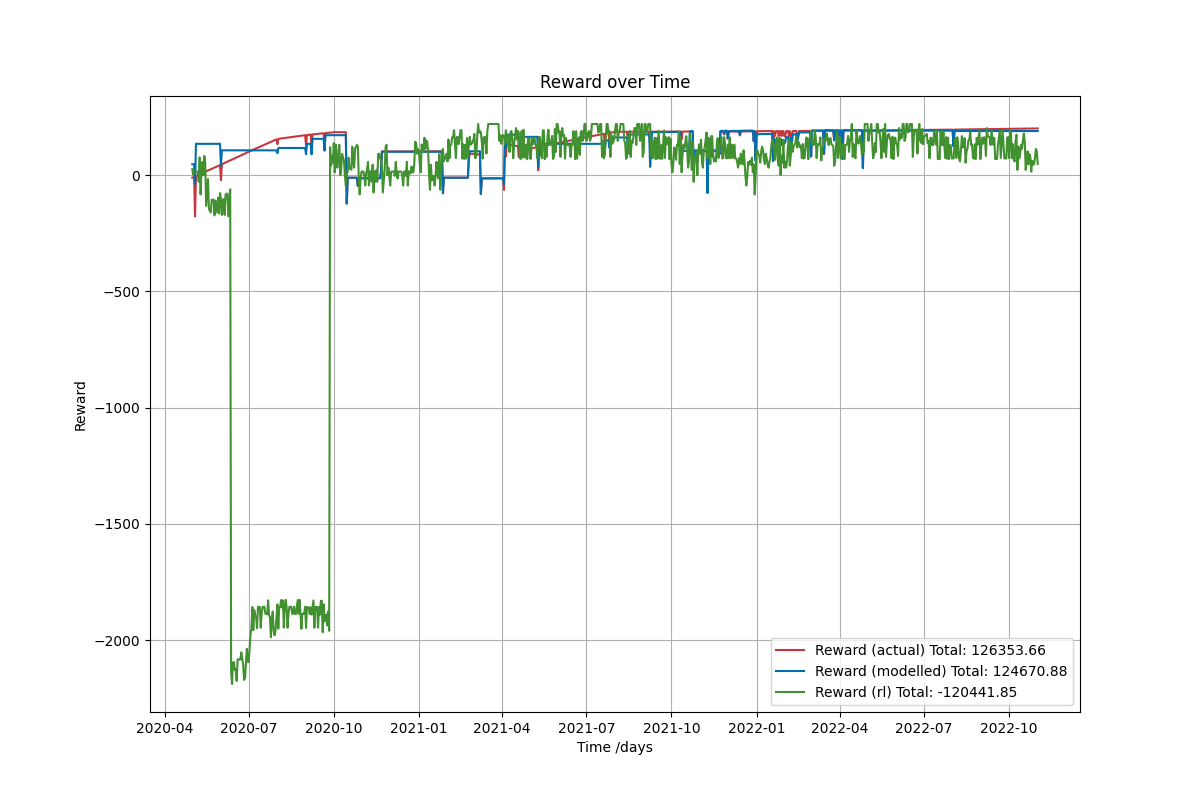 Reward over Time
Reward
0
−500
−1000
−1500
−2000
2020-04
2020-07
2020-10
2021-01
2021-04
2021-07
2021-10
2022-01
2022-04
2022-07
2022-10
Time /days
Reward (actual) Total: 126353.66
Reward (modelled) Total: 124670.88
Reward (rl) Total: -120441.85